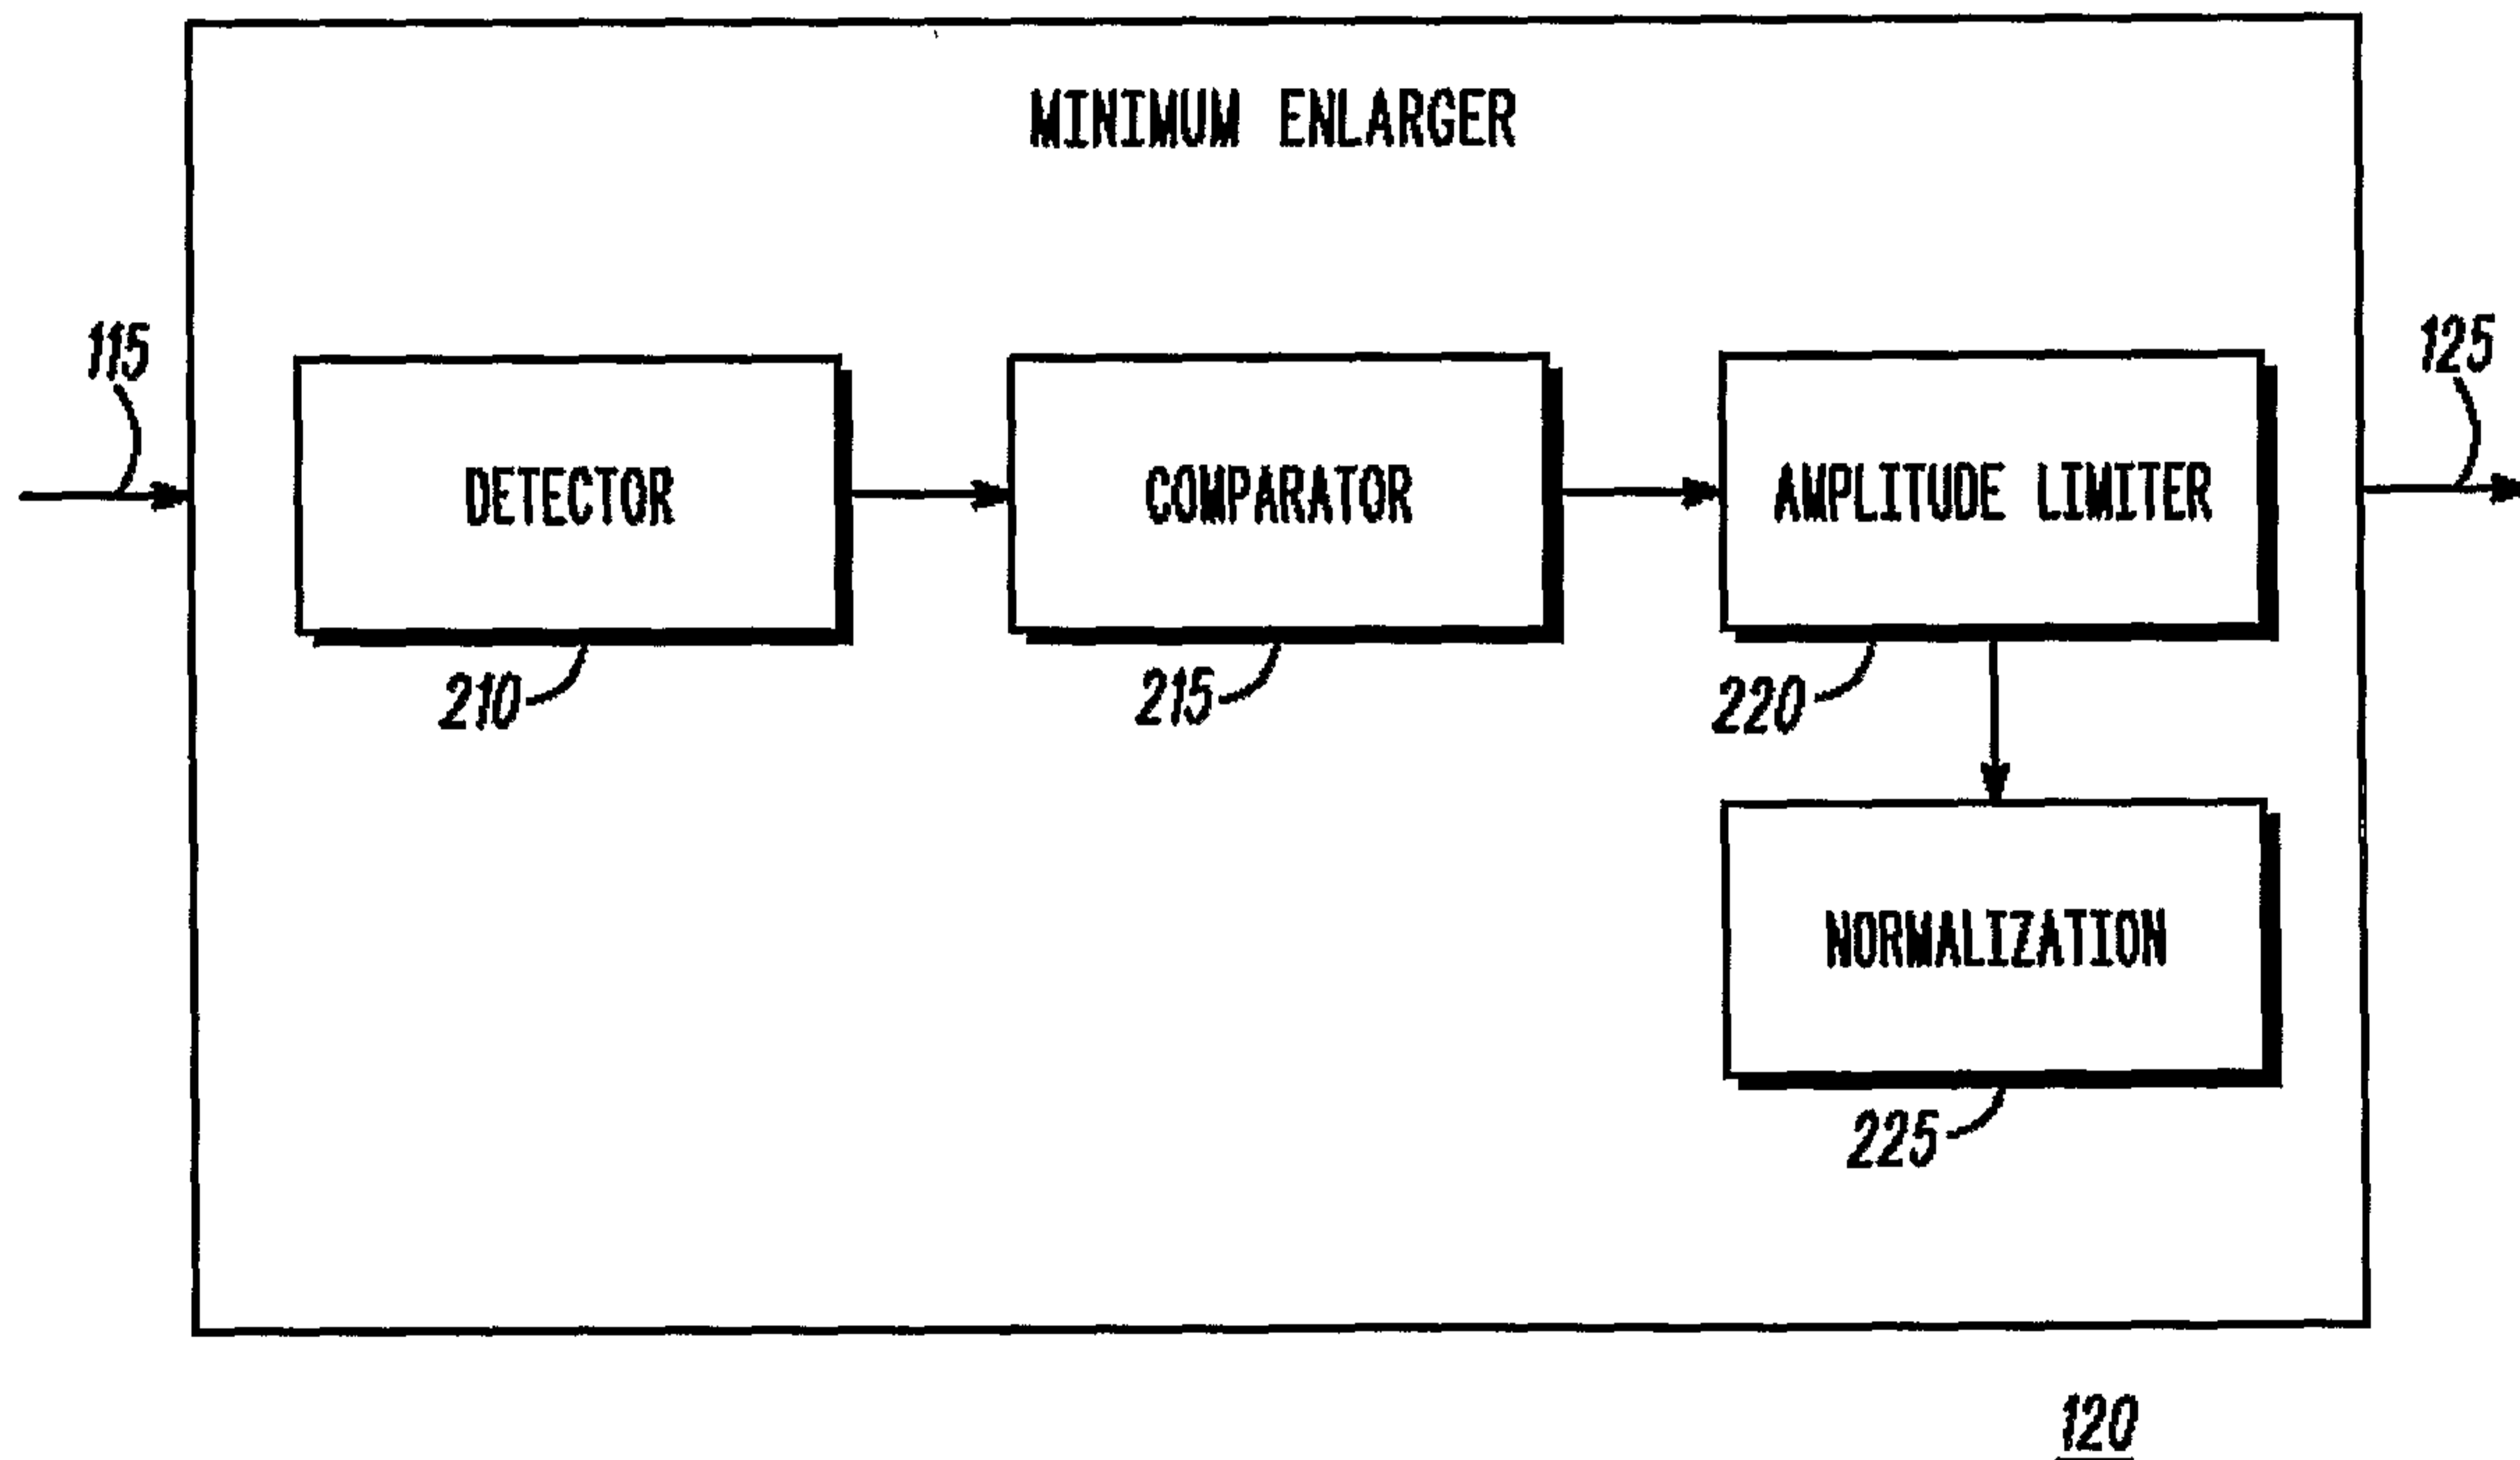 MINIMUM ENLARGER
115
125
DETECTOR
COMPARATOR
AMPLITUDE LIMITER
210
215
220
NORMALIZATION
225
120